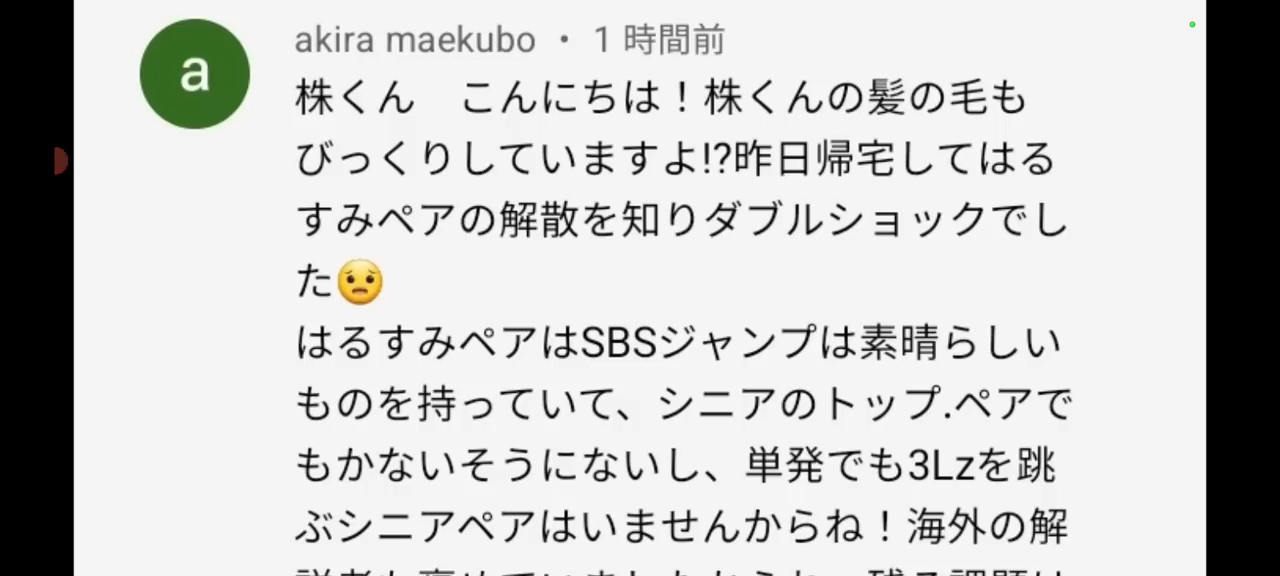 a
akira maekubo ・ 1 時間前
株くん　こんにちは！株くんの髪の毛も
びっくりしていますよ!?昨日帰宅してはる
すみペアの解散を知りダブルショックでし
た😟
はるすみペアはSBSジャンプは素晴らしい
ものを持っていて、シニアのトップ.ペアで
もかないそうにないし、単発でも3Lzを跳
ぶシニアペアはいませんからね！海外の解